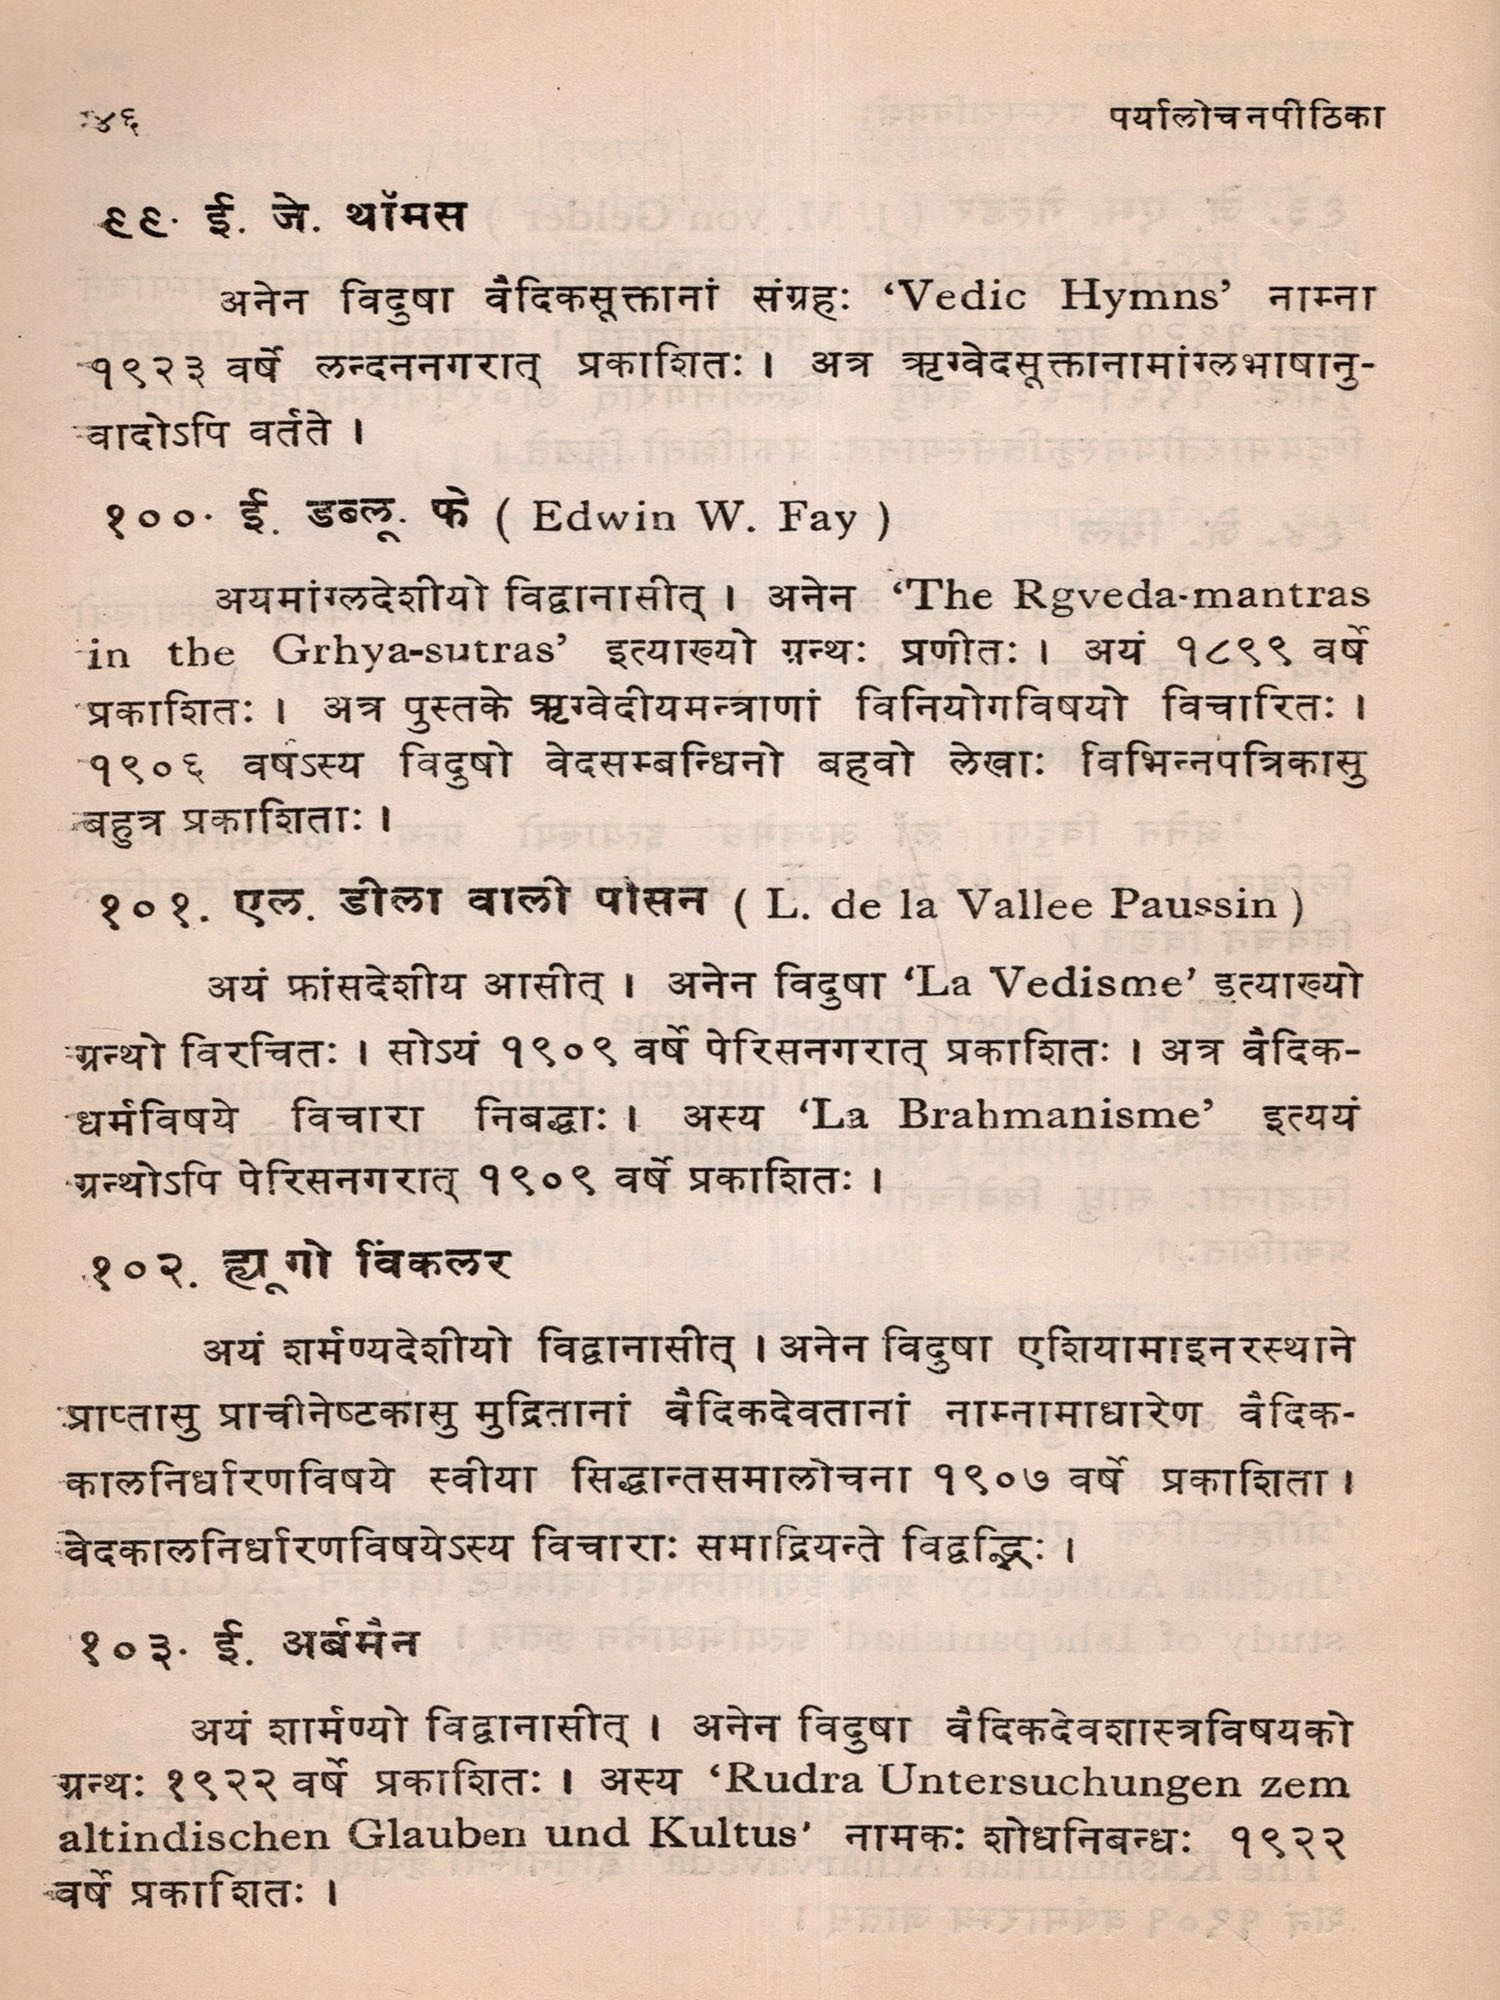 ४६ पर्यालोचनपीठिका
९९. ई. जे. थॉमस
अनेन विदुषा वैदिकसूक्तानां संग्रहः ‘Vedic Hymns’ नाम्ना
१९२३ वर्षे लन्दननगरात् प्रकाशितः । अत्र ऋग्वेदसूक्तानामांग्लभाषानु-
वादोऽपि वर्तते ।
१००. ई. डब्लू. फे ( Edwin W. Fay )
अयमांग्लदेशीयो विद्वानासीत् । अनेन ‘The Rgveda-mantras
in the Grhya-sutras’ इत्याख्यो ग्रन्थः प्रणीतः । अयं १८९९ वर्षे
प्रकाशितः । अत्र पुस्तके ऋग्वेदीयमन्त्राणां विनियोगविषयो विचारितः ।
१९०६ वर्षेऽस्य विदुषो वेदसम्बन्धिनो बहवो लेखाः विभिन्नपत्रिकासु
बहुत्र प्रकाशिताः ।
१०१. एल. डीला वाली पोसन ( L. de la Vallee Paussin )
अयं फ्रांसदेशीय आसीत् । अनेन विदुषा ‘La Vedisme’ इत्याख्यो
ग्रन्थो विरचितः । सोऽयं १९०९ वर्षे पेरिसनगरात् प्रकाशितः । अत्र वैदिक-
धर्मविषये विचारा निबद्धाः । अस्य ‘La Brahmanisme’ इत्ययं
ग्रन्थोऽपि पेरिसनगरात् १९०९ वर्षे प्रकाशितः ।
१०२. ह्यूगो विंकलर
अयं शर्मण्यदेशीयो विद्वानासीत् । अनेन विदुषा एशियामाइनरस्थाने
प्राप्तासु प्राचीनेष्टकासु मुद्रितानां वैदिकदेवतानां नाम्नामाधारेण वैदिक-
कालनिर्धारणविषये स्वीया सिद्धान्तसमालोचना १९०७ वर्षे प्रकाशिता ।
वेदकालनिर्धारणविषयेऽस्य विचाराः समाद्रियन्ते विद्वद्भिः ।
१०३. ई. अर्बमैन
अयं शार्मण्यो विद्वानासीत् । अनेन विदुषा वैदिकदेवशास्त्रविषयको
ग्रन्थः १९२२ वर्षे प्रकाशितः । अस्य ‘Rudra Untersuchungen zem
altindischen Glauben und Kultus’ नामकः शोधनिबन्धः १९२२
वर्षे प्रकाशितः ।